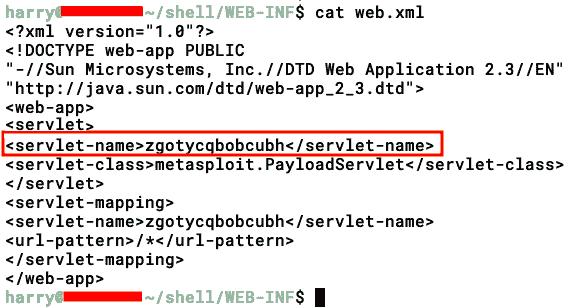 harry@ ~/shell/WEB-INF$ cat web.xml
<?xml version="1.0"?>
<!DOCTYPE web-app PUBLIC
"-//Sun Microsystems, Inc.//DTD Web Application 2.3//EN"
"http://java.sun.com/dtd/web-app_2_3.dtd">
<web-app>
<servlet>
<servlet-name>zgotycqbobcubh</servlet-name>
<servlet-class>metasploit.PayloadServlet</servlet-class>
</servlet>
<servlet-mapping>
<servlet-name>zgotycqbobcubh</servlet-name>
<url-pattern>/*</url-pattern>
</servlet-mapping>
</web-app>
harry@ ~/shell/WEB-INF$